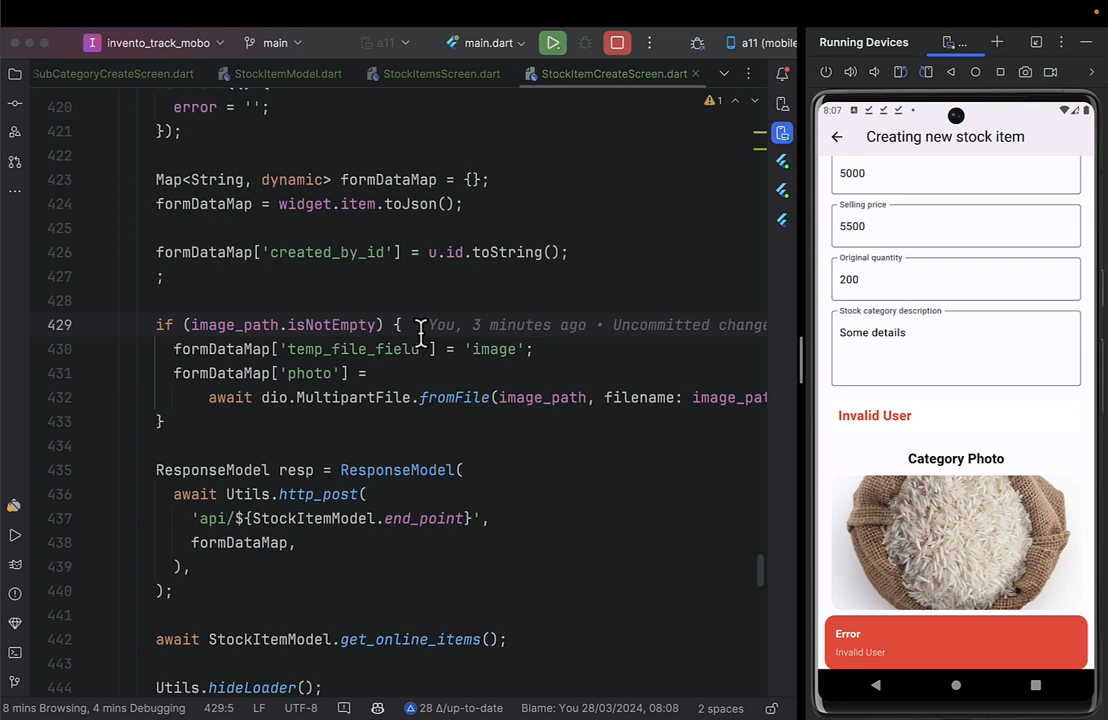 I invento_track_mobo main a11 main.dart a11 (mobile
SubCategoryCreateScreen.dart StockItemModel.dart StockItemsScreen.dart StockItemCreateScreen.dart
1
420 error = '';
421 });
422
423 Map<String, dynamic> formDataMap = {};
424 formDataMap = widget.item.toJson();
425
426 formDataMap['created_by_id'] = u.id.toString();
427 ;
428
429 if (image_path.isNotEmpty) { You, 3 minutes ago • Uncommitted change
430 formDataMap['temp_file_field'] = 'image';
431 formDataMap['photo'] =
432 await dio.MultipartFile.fromFile(image_path, filename: image_pat
433 }
434
435 ResponseModel resp = ResponseModel(
436 await Utils.http_post(
437 'api/${StockItemModel.end_point}',
438 formDataMap,
439 ),
440 );
441
442 await StockItemModel.get_online_items();
443
444 Utils.hideLoader();
8 mins Browsing, 4 mins Debugging 429:5 LF UTF-8 28 Δ/up-to-date Blame: You 28/03/2024, 08:08 2 spaces
Running Devices ...
8:07
Creating new stock item
5000
Selling price
5500
Original quantity
200
Stock category description
Some details
Invalid User
Category Photo
Error
Invalid User